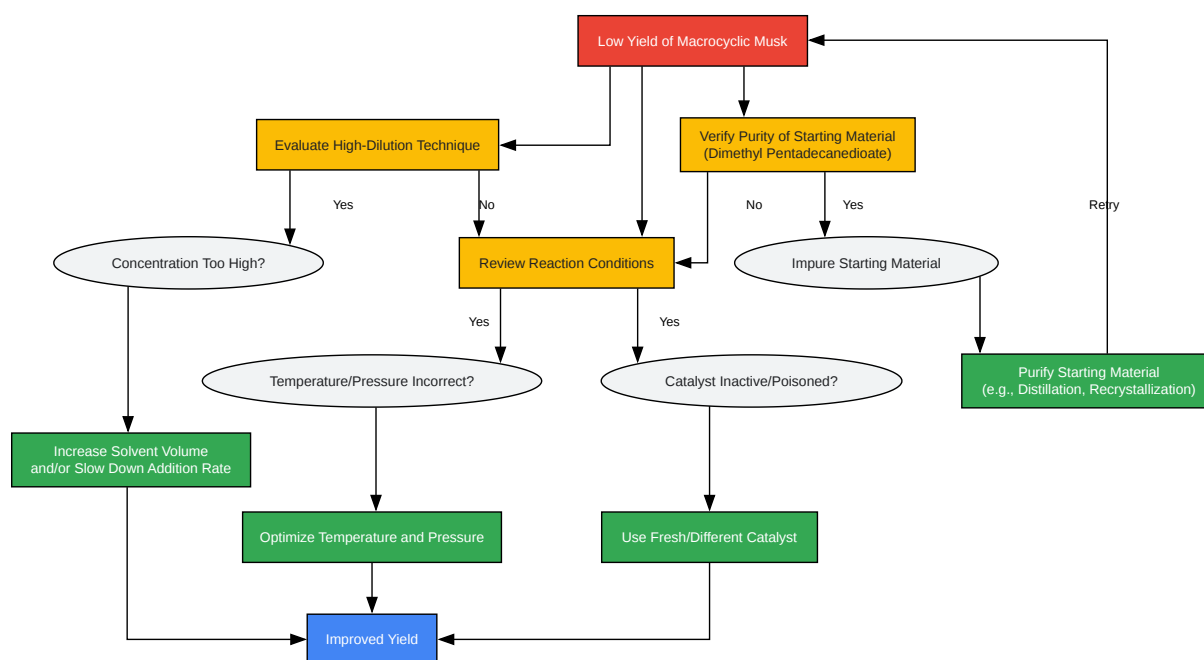 Low Yield of Macrocyclic Musk
Evaluate High-Dilution Technique
Verify Purity of Starting Material
(Dimethyl Pentadecanedioate)
Yes
No
No
Yes
Retry
Concentration Too High?
Review Reaction Conditions
Impure Starting Material
Yes
Yes
Temperature/Pressure Incorrect?
Catalyst Inactive/Poisoned?
Purify Starting Material
(e.g., Distillation, Recrystallization)
Increase Solvent Volume
and/or Slow Down Addition Rate
Optimize Temperature and Pressure
Use Fresh/Different Catalyst
Improved Yield